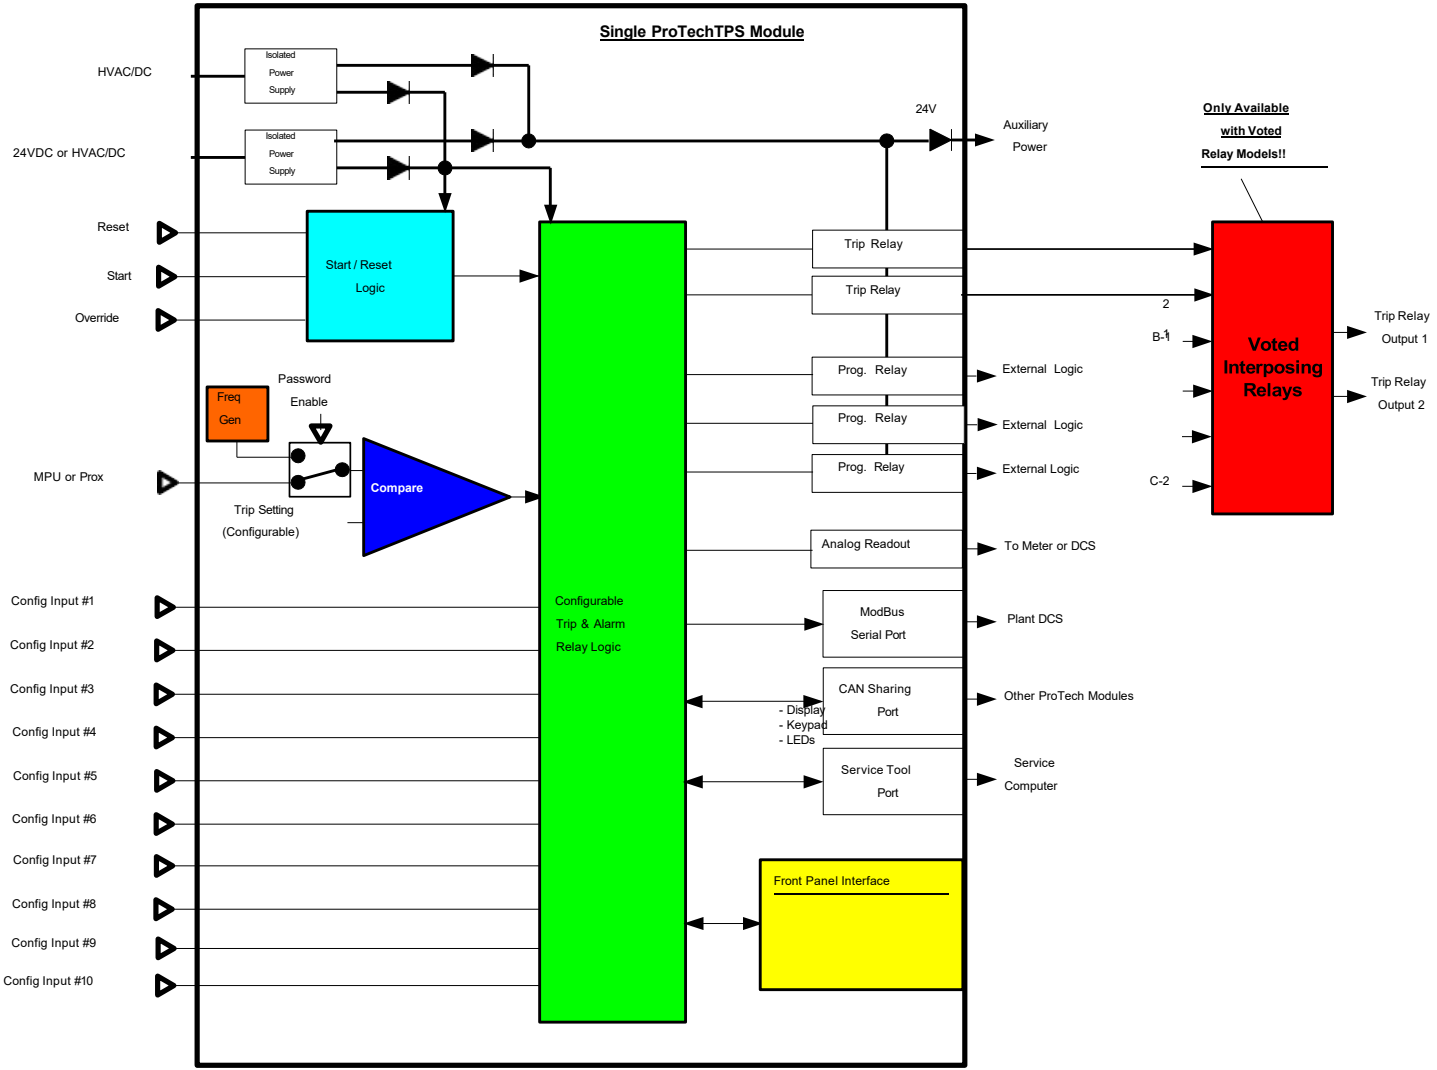 Single ProTechTPS Module
HVAC/DC
Isolated
Power
Supply
24VDC or HVAC/DC
Isolated
Power
Supply
24V
Auxiliary
Power
Only Available
with Voted
Relay Models!!
Reset
Start
Override
Start / Reset
Logic
Trip Relay
Trip Relay
Prog. Relay
Prog. Relay
Prog. Relay
External Logic
External Logic
External Logic
2
1
B-1
C-2
Voted
Interposing
Relays
Trip Relay
Output 1
Trip Relay
Output 2
Password
Enable
Freq
Gen
MPU or Prox
Compare
Trip Setting
(Configurable)
Analog Readout
To Meter or DCS
Configurable
Trip & Alarm
Relay Logic
ModBus
Serial Port
Plant DCS
CAN Sharing
Port
Other ProTech Modules
- Display
- Keypad
- LEDs
Service Tool
Port
Service
Computer
Front Panel Interface
Config Input #1
Config Input #2
Config Input #3
Config Input #4
Config Input #5
Config Input #6
Config Input #7
Config Input #8
Config Input #9
Config Input #10